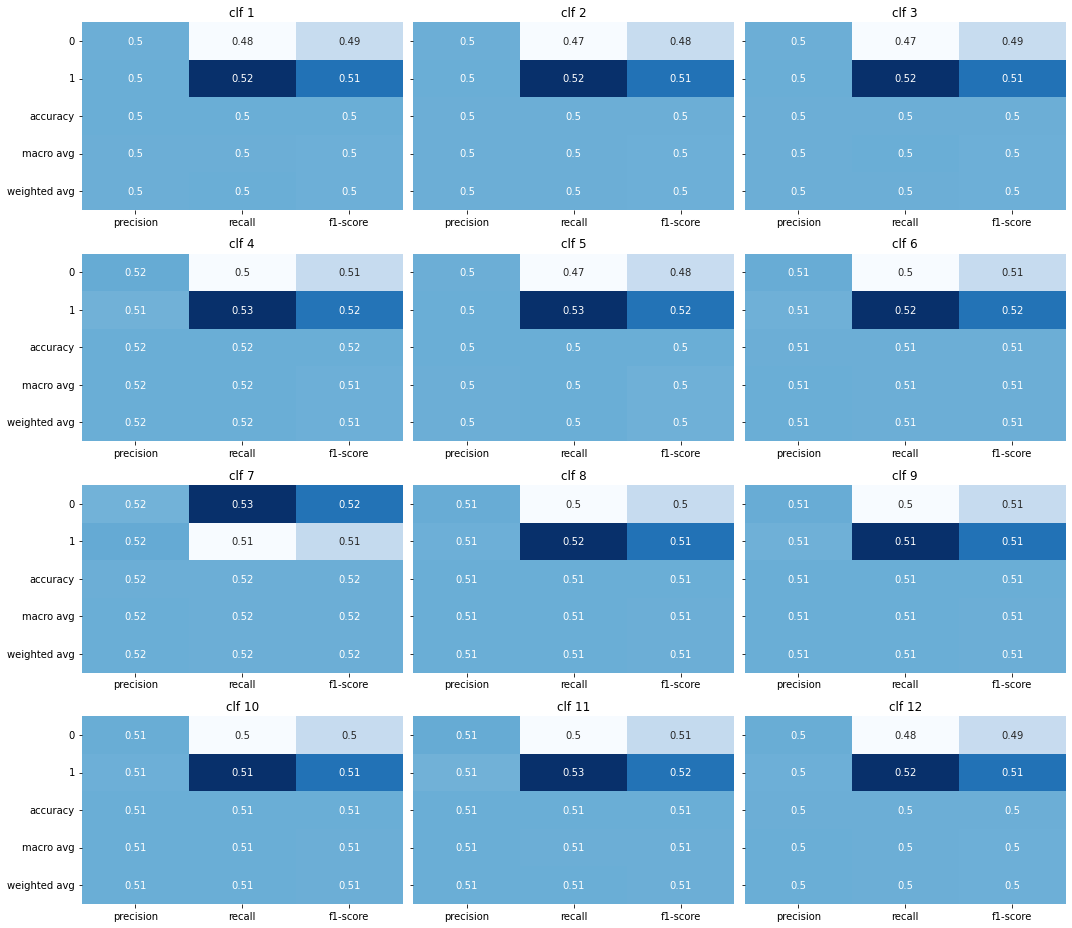 clf 1 clf 2 clf 3
0 0.5 0.48 0.49 0.5 0.47 0.48 0.5 0.47 0.49
1 0.5 0.52 0.51 0.5 0.52 0.51 0.5 0.52 0.51
accuracy 0.5 0.5 0.5 0.5 0.5 0.5 0.5 0.5 0.5
macro avg 0.5 0.5 0.5 0.5 0.5 0.5 0.5 0.5 0.5
weighted avg 0.5 0.5 0.5 0.5 0.5 0.5 0.5 0.5 0.5
precision recall f1-score precision recall f1-score precision recall f1-score
clf 4 clf 5 clf 6
0 0.52 0.5 0.51 0.5 0.47 0.48 0.51 0.5 0.51
1 0.51 0.53 0.52 0.5 0.53 0.52 0.51 0.52 0.52
accuracy 0.52 0.52 0.52 0.5 0.5 0.5 0.51 0.51 0.51
macro avg 0.52 0.52 0.51 0.5 0.5 0.5 0.51 0.51 0.51
weighted avg 0.52 0.52 0.51 0.5 0.5 0.5 0.51 0.51 0.51
precision recall f1-score precision recall f1-score precision recall f1-score
clf 7 clf 8 clf 9
0 0.52 0.53 0.52 0.51 0.5 0.5 0.51 0.5 0.51
1 0.52 0.51 0.51 0.51 0.52 0.51 0.51 0.51 0.51
accuracy 0.52 0.52 0.52 0.51 0.51 0.51 0.51 0.51 0.51
macro avg 0.52 0.52 0.52 0.51 0.51 0.51 0.51 0.51 0.51
weighted avg 0.52 0.52 0.52 0.51 0.51 0.51 0.51 0.51 0.51
precision recall f1-score precision recall f1-score precision recall f1-score
clf 10 clf 11 clf 12
0 0.51 0.5 0.5 0.51 0.5 0.51 0.5 0.48 0.49
1 0.51 0.51 0.51 0.51 0.53 0.52 0.5 0.52 0.51
accuracy 0.51 0.51 0.51 0.51 0.51 0.51 0.5 0.5 0.5
macro avg 0.51 0.51 0.51 0.51 0.51 0.51 0.5 0.5 0.5
weighted avg 0.51 0.51 0.51 0.51 0.51 0.51 0.5 0.5 0.5
precision recall f1-score precision recall f1-score precision recall f1-score